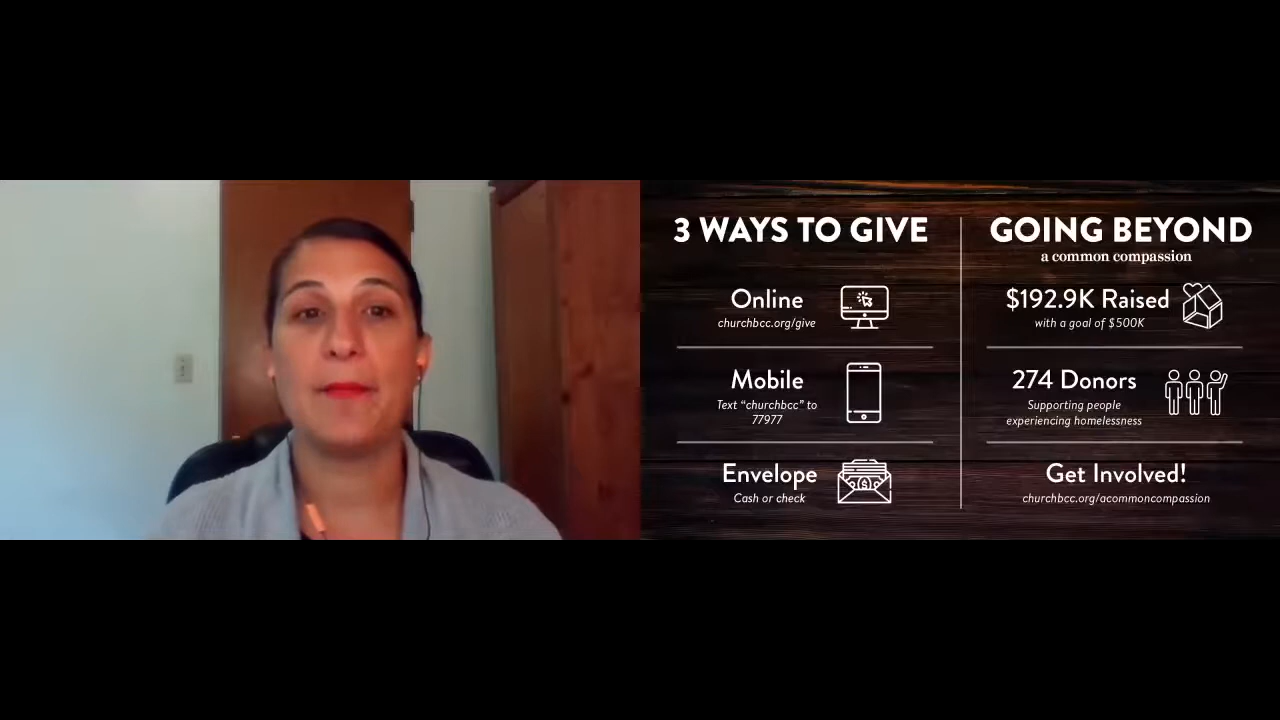 3 WAYS TO GIVE
Online
churchbcc.org/give
Mobile
Text “churchbcc” to
77977
Envelope
Cash or check
GOING BEYOND
a common compassion
$192.9K Raised
with a goal of $500K
274 Donors
Supporting people
experiencing homelessness
Get Involved!
churchbcc.org/acommoncompassion